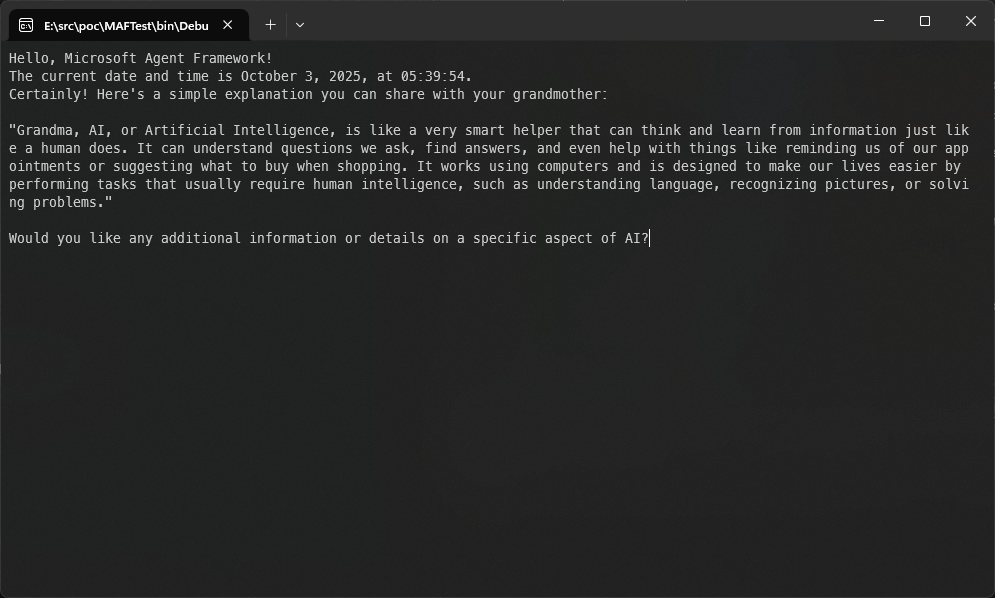 E:\src\poc\MAFTest\bin\Debu
Hello, Microsoft Agent Framework!
The current date and time is October 3, 2025, at 05:39:54.
Certainly! Here's a simple explanation you can share with your grandmother:
"Grandma, AI, or Artificial Intelligence, is like a very smart helper that can think and learn from information just lik
e a human does. It can understand questions we ask, find answers, and even help with things like reminding us of our app
ointments or suggesting what to buy when shopping. It works using computers and is designed to make our lives easier by
performing tasks that usually require human intelligence, such as understanding language, recognizing pictures, or solvi
ng problems."
Would you like any additional information or details on a specific aspect of AI?